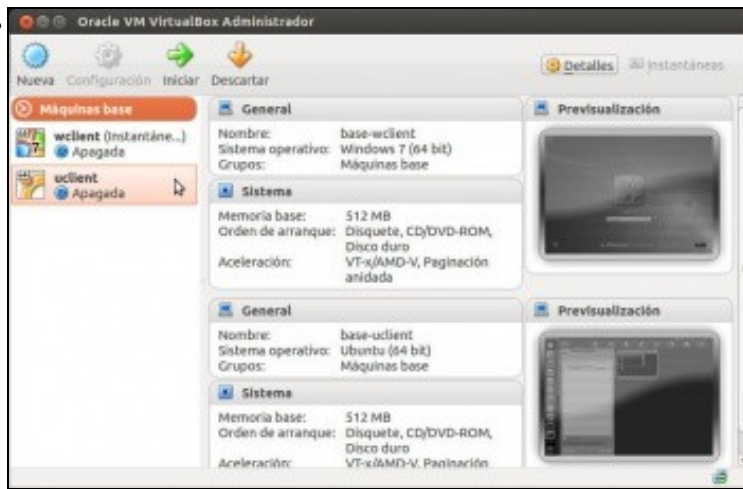 Oracle VM VirtualBox Administrador
Nueva Configuración Iniciar Descartar
Detalles Instantáneas
Máquinas base
wclient (Instantáne...)
Apagada
uclient
Apagada
General
Nombre: base-wclient
Sistema operativo: Windows 7 (64 bit)
Grupos: Máquinas base
Sistema
Memoria base: 512 MB
Orden de arranque: Disquete, CD/DVD-ROM,
Disco duro
Aceleración: VT-x/AMD-V, Paginación
anidada
Previsualización
General
Nombre: base-uclient
Sistema operativo: Ubuntu (64 bit)
Grupos: Máquinas base
Sistema
Memoria base: 512 MB
Orden de arranque: Disquete, CD/DVD-ROM,
Disco duro
Aceleración: VT-x/AMD-V, Paginación
Previsualización